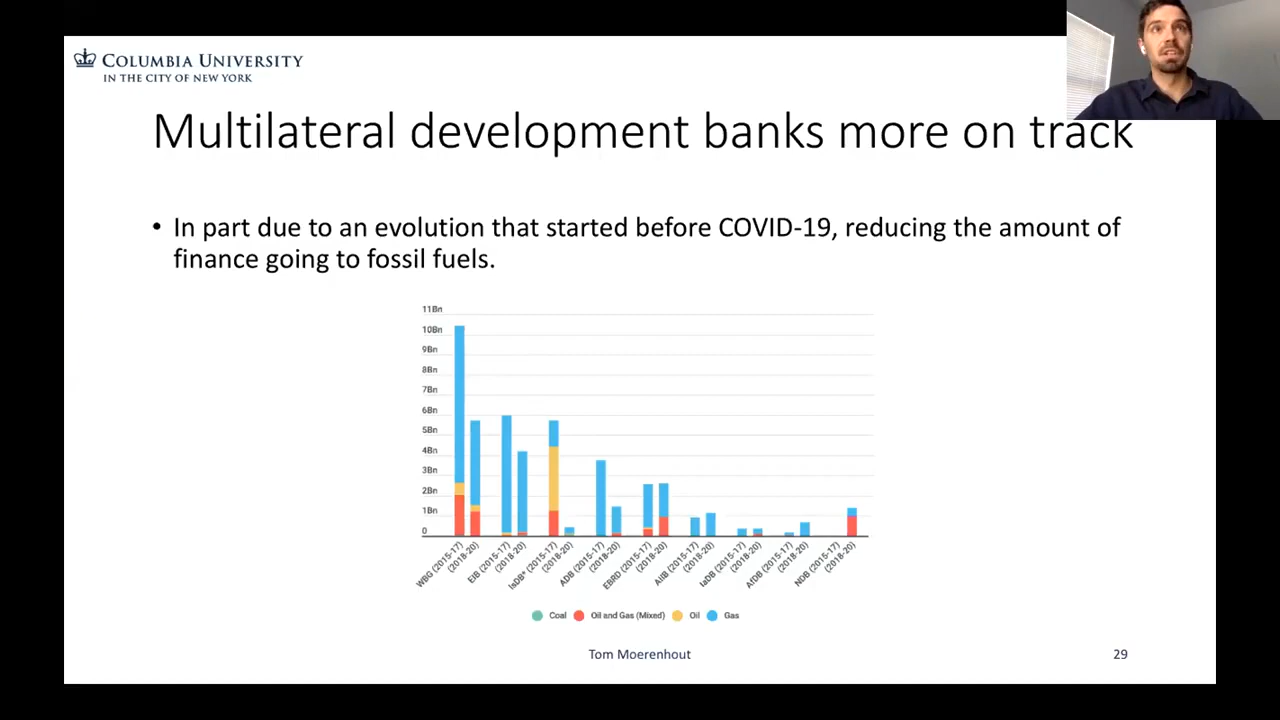 COLUMBIA UNIVERSITY
IN THE CITY OF NEW YORK
Multilateral development banks more on track
• In part due to an evolution that started before COVID-19, reducing the amount of
finance going to fossil fuels.
11Bn
10Bn
9Bn
8Bn
7Bn
6Bn
5Bn
4Bn
3Bn
2Bn
1Bn
0
WBG (2015-17)
(2018-20)
EIB (2015-17)
(2018-20)
IsDB* (2015-17)
(2018-20)
ADB (2015-17)
(2018-20)
EBRD (2015-17)
(2018-20)
AIIB (2015-17)
(2018-20)
IaDB (2015-17)
(2018-20)
AfDB (2015-17)
(2018-20)
NDB (2015-17)
(2018-20)
Coal Oil and Gas (Mixed) Oil Gas
Tom Moerenhout
29